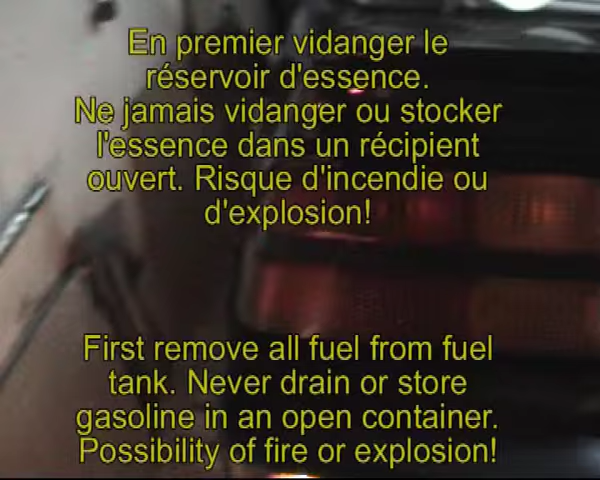 En premier vidanger le
réservoir d'essence.
Ne jamais vidanger ou stocker
l'essence dans un récipient
ouvert. Risque d'incendie ou
d'explosion!
First remove all fuel from fuel
tank. Never drain or store
gasoline in an open container.
Possibility of fire or explosion!